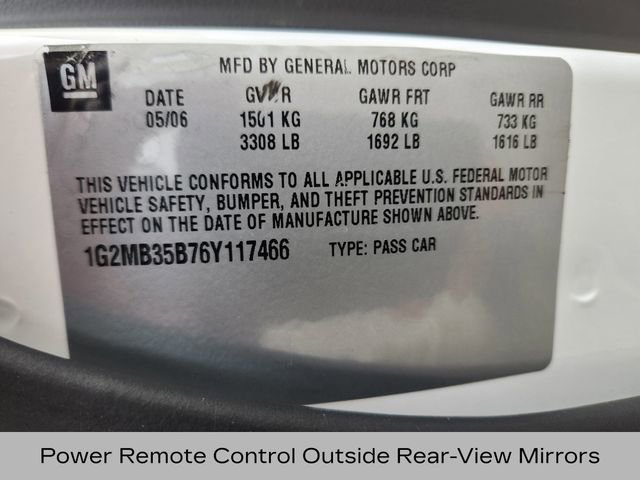 GM
MFD BY GENERAL MOTORS CORP
DATE GVWR GAWR FRT GAWR RR
05/06 1501 KG 768 KG 733 KG
3308 LB 1692 LB 1616 LB
THIS VEHICLE CONFORMS TO ALL APPLICABLE U.S. FEDERAL MOTOR
VEHICLE SAFETY, BUMPER, AND THEFT PREVENTION STANDARDS IN
EFFECT ON THE DATE OF MANUFACTURE SHOWN ABOVE.
1G2MB35B76Y117466 TYPE: PASS CAR
Power Remote Control Outside Rear-View Mirrors